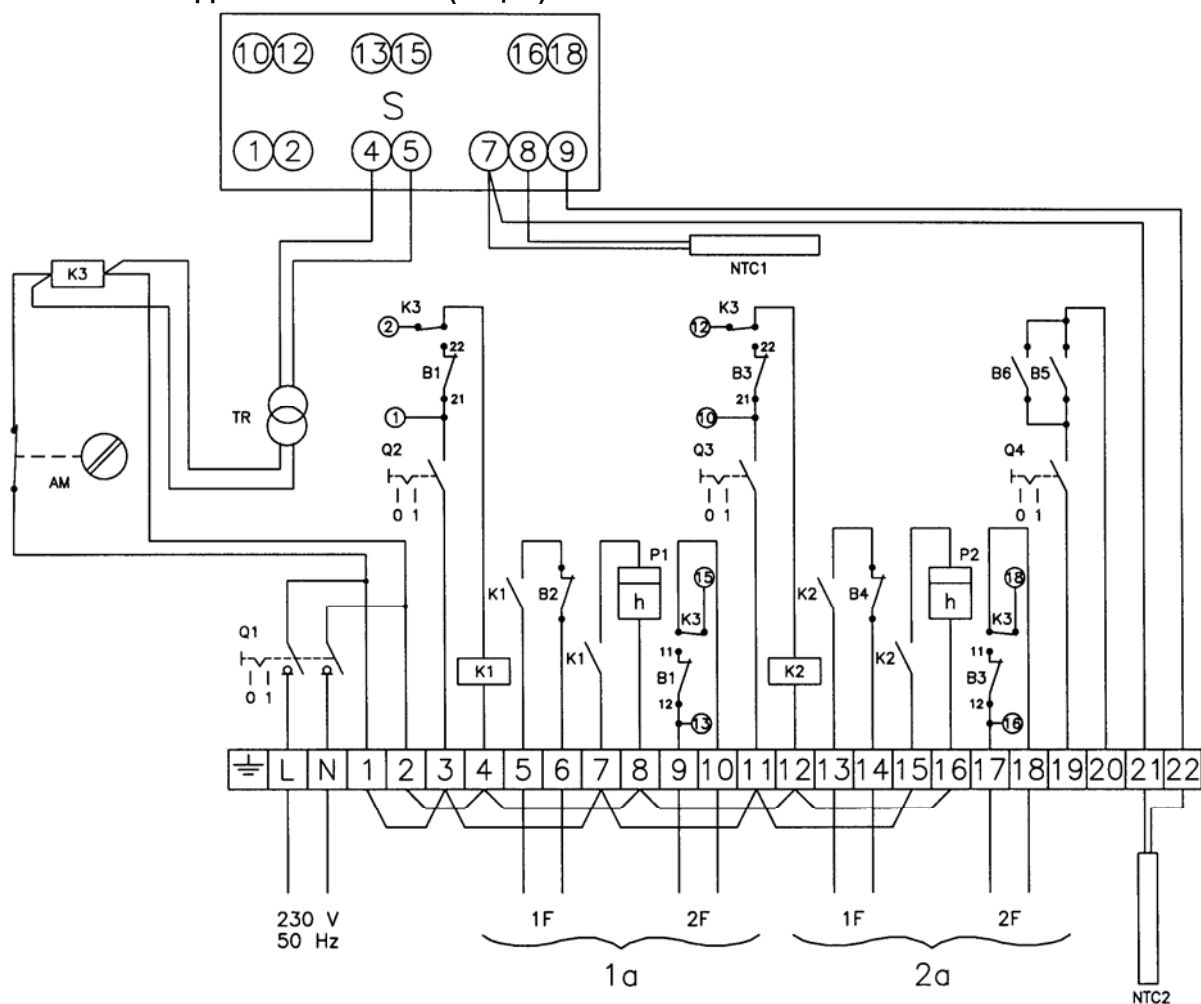 10 12 13 15 16 18
S
1 2 4 5 7 8 9
K3
NTC1
K3 K3
2 12
22 22
B1 B3 B6 B5
21 21
TR
1 10
AM
Q2 Q3 Q4
0 1 0 1 0 1
P1 P2
15 18
K1 B2 h K2 B4 h
K3 K3
Q1
K1 11 K2 11
0 1
K1 B1 K2 B3
12 12
13 16
L N 1 2 3 4 5 6 7 8 9 10 11 12 13 14 15 16 17 18 19 20 21 22
230 V 1F 2F 1F 2F
50 Hz
1a 2a
NTC2